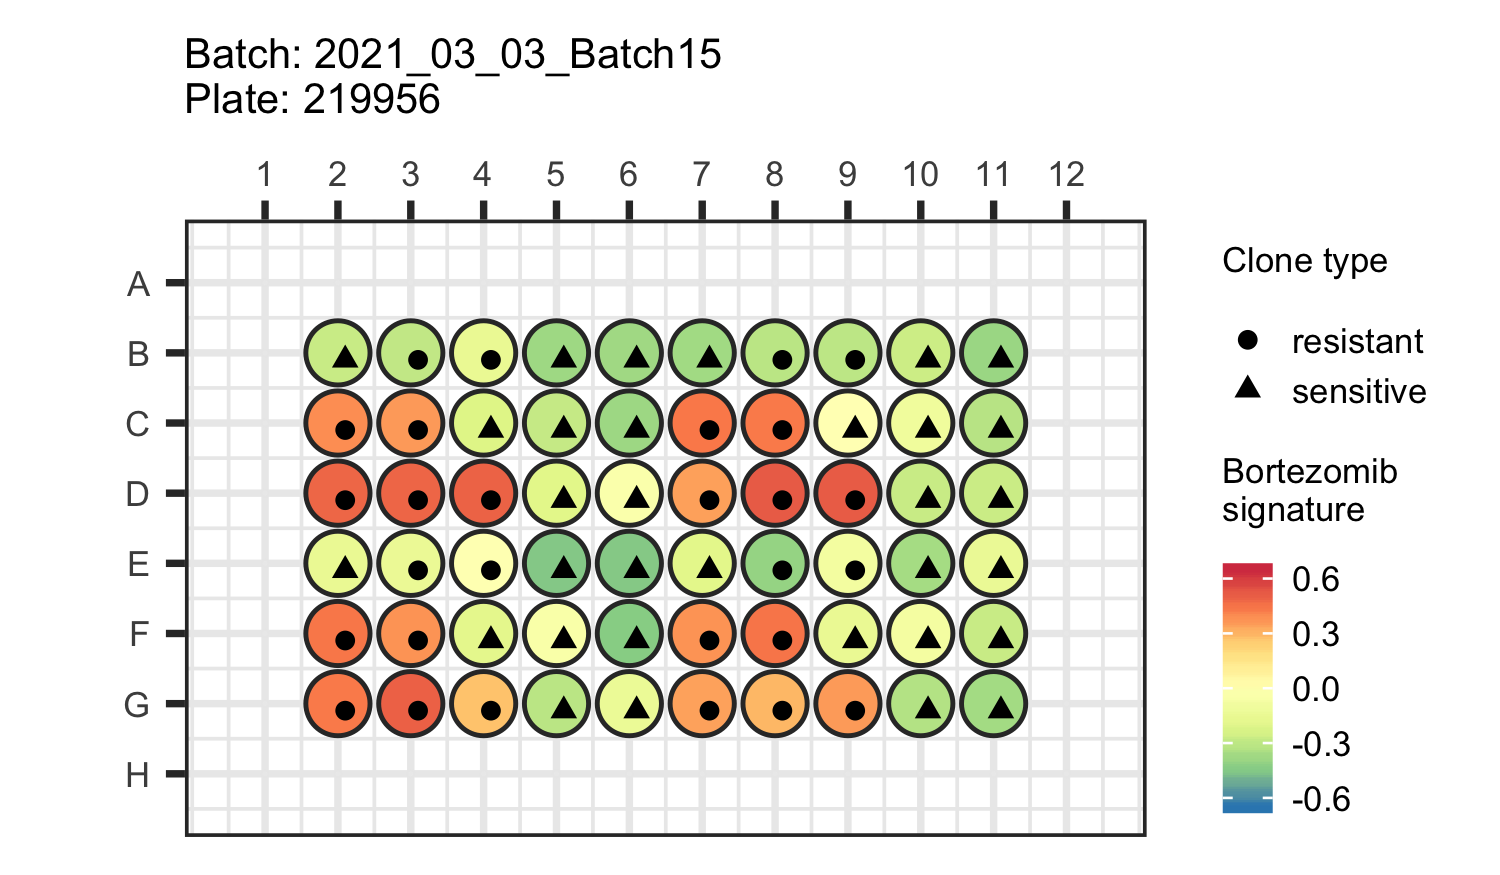 Batch: 2021_03_03_Batch15
Plate: 219956
1 2 3 4 5 6 7 8 9 10 11 12
A
B
C
D
E
F
G
H
Clone type
resistant
sensitive
Bortezomib
signature
0.6
0.3
0.0
-0.3
-0.6